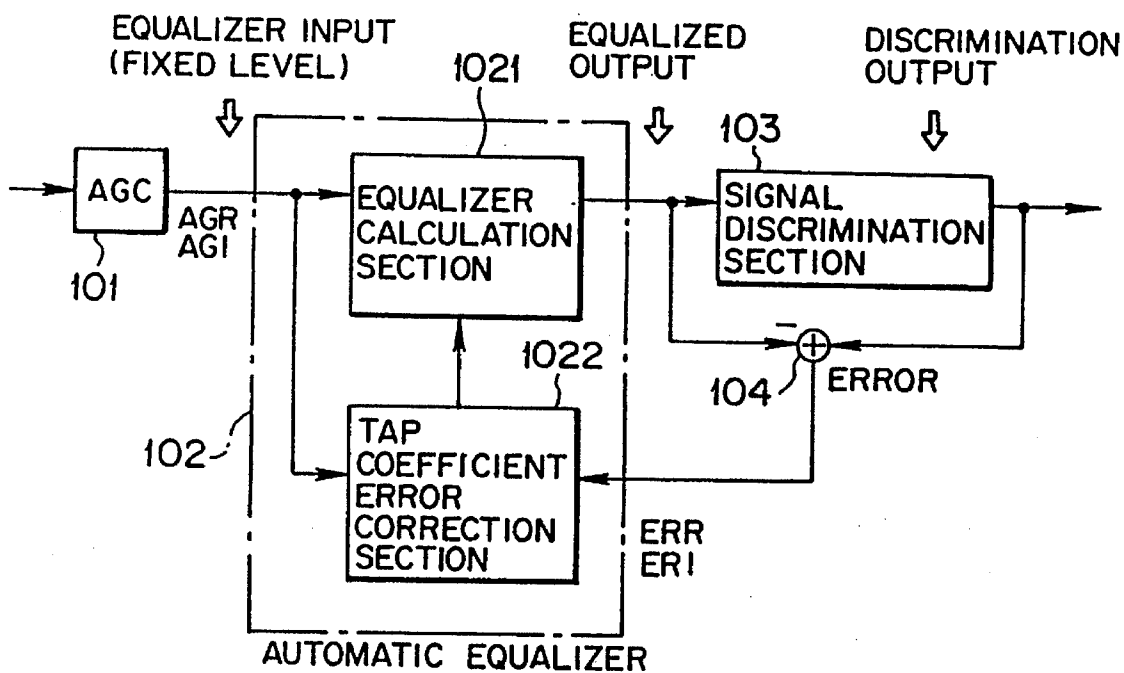 EQUALIZER INPUT
(FIXED LEVEL)
1021
EQUALIZED
OUTPUT
DISCRIMINATION
OUTPUT
103
AGC
AGR
AGI
101
EQUALIZER
CALCULATION
SECTION
SIGNAL
DISCRIMINATION
SECTION
-
+
104
ERROR
1022
102
TAP
COEFFICIENT
ERROR
CORRECTION
SECTION
ERR
ERI
AUTOMATIC EQUALIZER